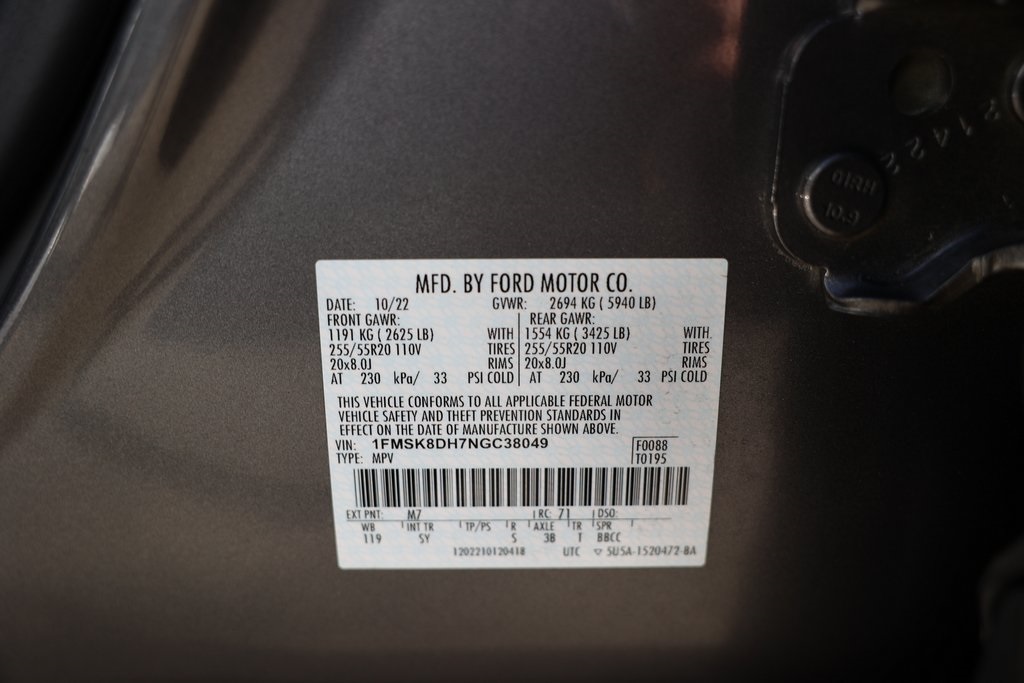 MFD. BY FORD MOTOR CO.
DATE: 10/22 GVWR: 2694 KG ( 5940 LB)
FRONT GAWR: REAR GAWR:
1191 KG ( 2625 LB) WITH 1554 KG ( 3425 LB) WITH
255/55R20 110V TIRES 255/55R20 110V TIRES
20x8.0J RIMS 20x8.0J RIMS
AT 230 kPa/ 33 PSI COLD AT 230 kPa/ 33 PSI COLD
THIS VEHICLE CONFORMS TO ALL APPLICABLE FEDERAL MOTOR
VEHICLE SAFETY AND THEFT PREVENTION STANDARDS IN
EFFECT ON THE DATE OF MANUFACTURE SHOWN ABOVE.
VIN: 1FMSK8DH7NGC38049 F0088
TYPE: MPV T0195
EXT PNT: M7 RC: 71 DSO:
WB INT TR TP/PS R AXLE TR SPR
119 SY S 3B T BBCC
1202210120418 UTC ▽ 5U5A-1520472-BA
2142
10.9